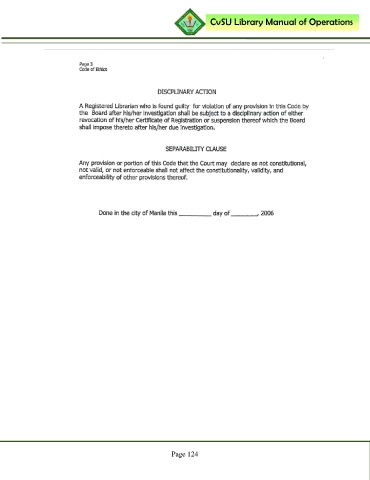 CvSU Library Manual of Operations
Page 3
Code of Ethics
DISCPLINARY ACTION
A Registered Librarian who is found guilty for violation of any provision in this Code by
the Board after his/her investigation shall be subject to a disciplinary action of either
revocation of his/her Certificate of Registration or suspension thereof which the Board
shall impose thereto after his/her due investigation.
SEPARABILITY CLAUSE
Any provision or portion of this Code that the Court may declare as not constitutional,
not valid, or not enforceable shall not affect the constitutionality, validity, and
enforceability of other provisions thereof.
Done in the city of Manila this __________ day of ________, 2006
Page 124